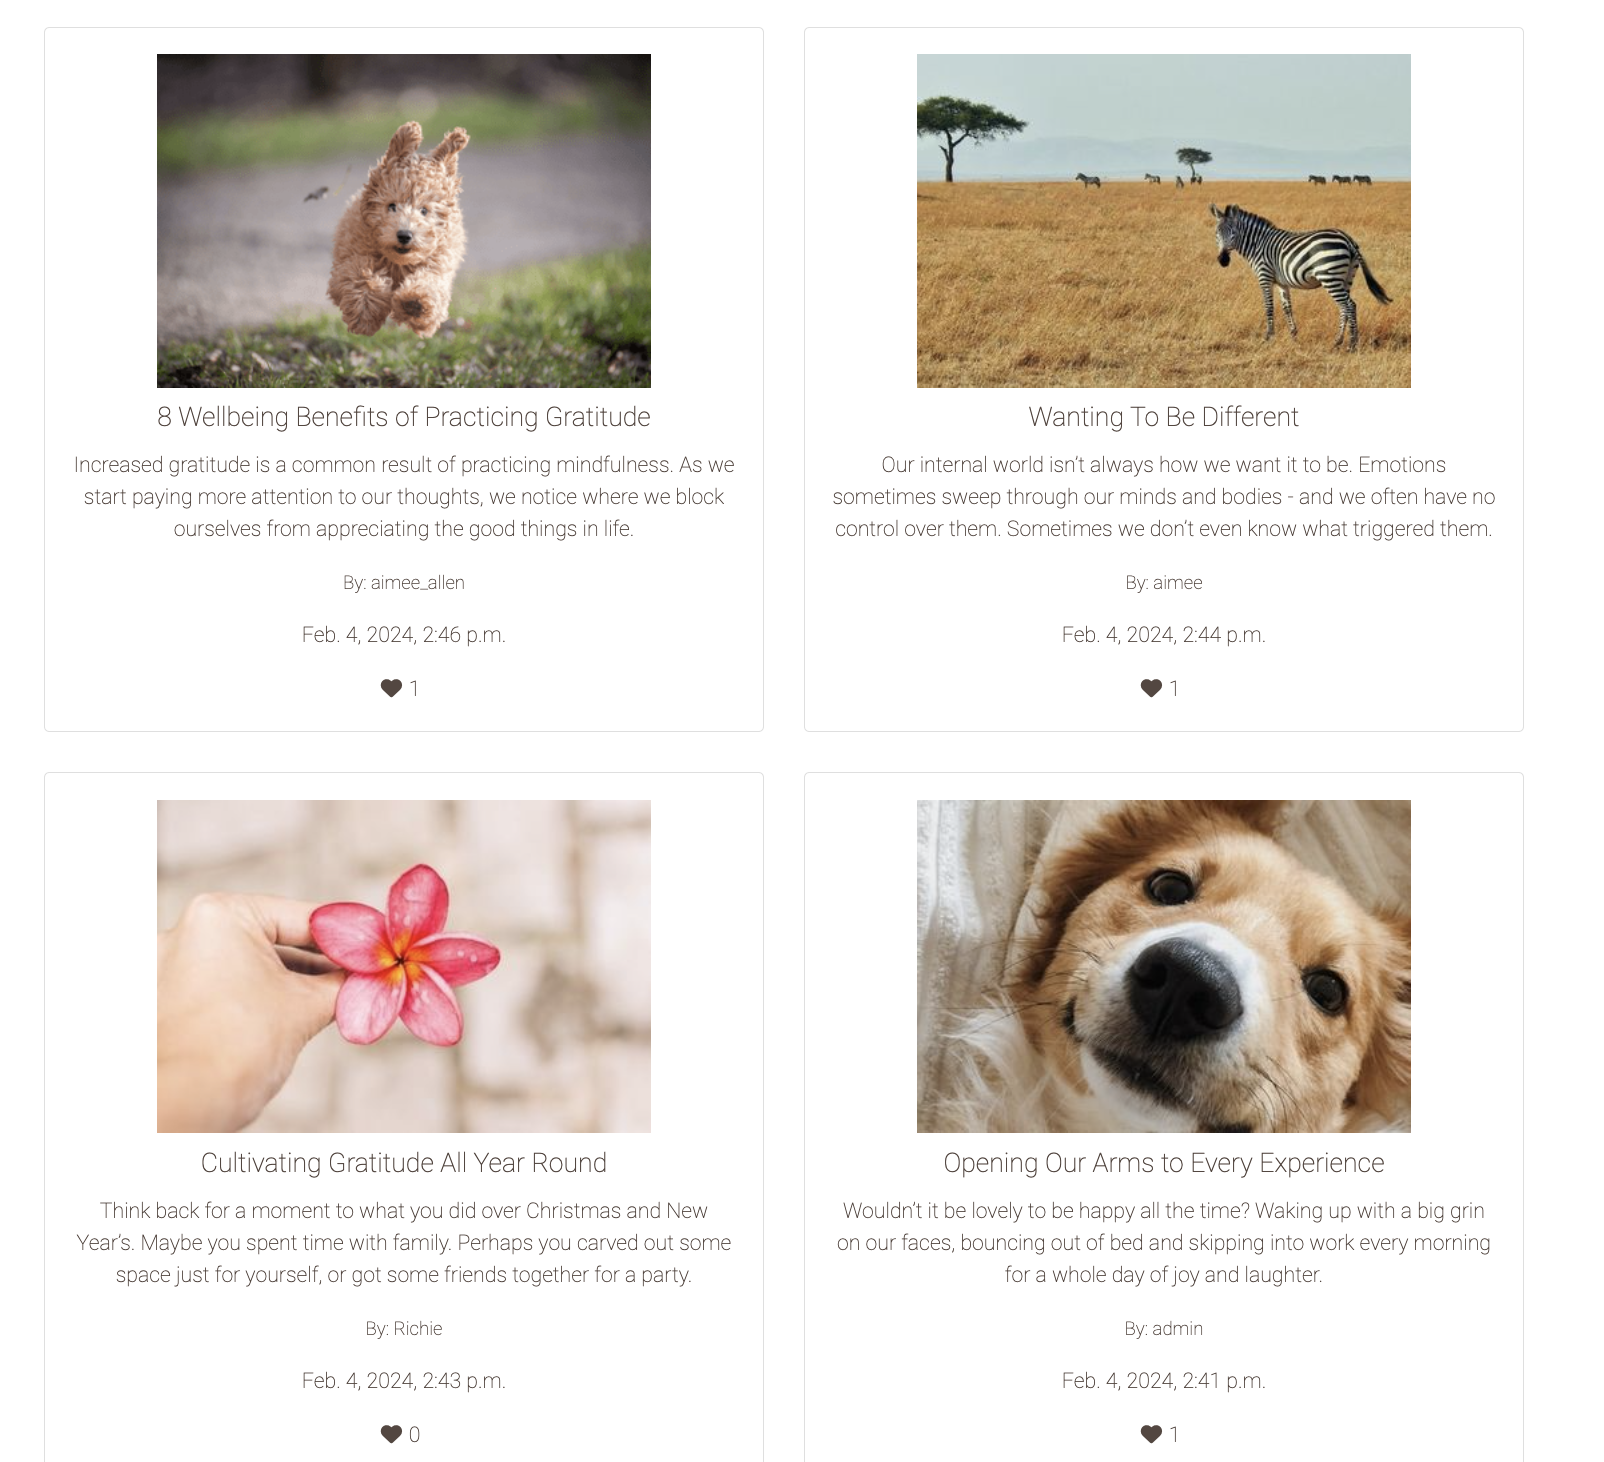 8 Wellbeing Benefits of Practicing Gratitude
Increased gratitude is a common result of practicing mindfulness. As we
start paying more attention to our thoughts, we notice where we block
ourselves from appreciating the good things in life.
By: aimee_allen
Feb. 4, 2024, 2:46 p.m.
1
Wanting To Be Different
Our internal world isn’t always how we want it to be. Emotions
sometimes sweep through our minds and bodies - and we often have no
control over them. Sometimes we don’t even know what triggered them.
By: aimee
Feb. 4, 2024, 2:44 p.m.
1
Cultivating Gratitude All Year Round
Think back for a moment to what you did over Christmas and New
Year’s. Maybe you spent time with family. Perhaps you carved out some
space just for yourself, or got some friends together for a party.
By: Richie
Feb. 4, 2024, 2:43 p.m.
0
Opening Our Arms to Every Experience
Wouldn’t it be lovely to be happy all the time? Waking up with a big grin
on our faces, bouncing out of bed and skipping into work every morning
for a whole day of joy and laughter.
By: admin
Feb. 4, 2024, 2:41 p.m.
1